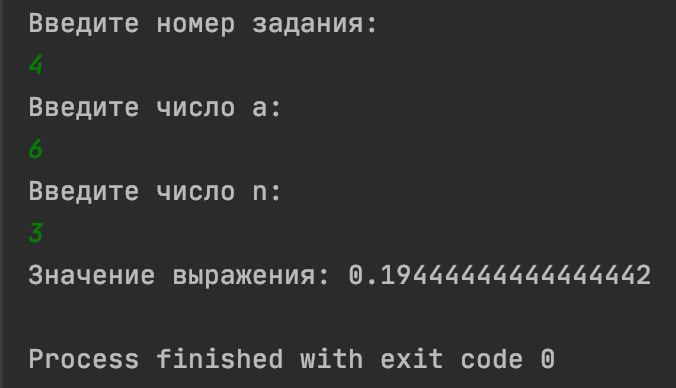 Введите номер задания:
4
Введите число a:
6
Введите число n:
3
Значение выражения: 0.19444444444444442
Process finished with exit code 0